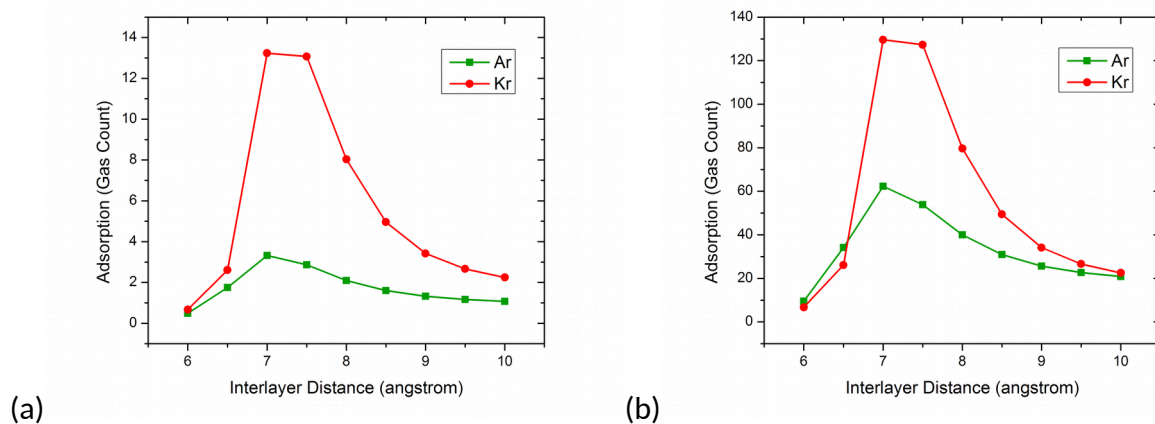 14
12
10
8
6
4
2
0
Adsorption (Gas Count)
Ar
Kr
6 7 8 9 10
Interlayer Distance (angstrom)
(a)
140
120
100
80
60
40
20
0
Adsorption (Gas Count)
Ar
Kr
6 7 8 9 10
Interlayer Distance (angstrom)
(b)